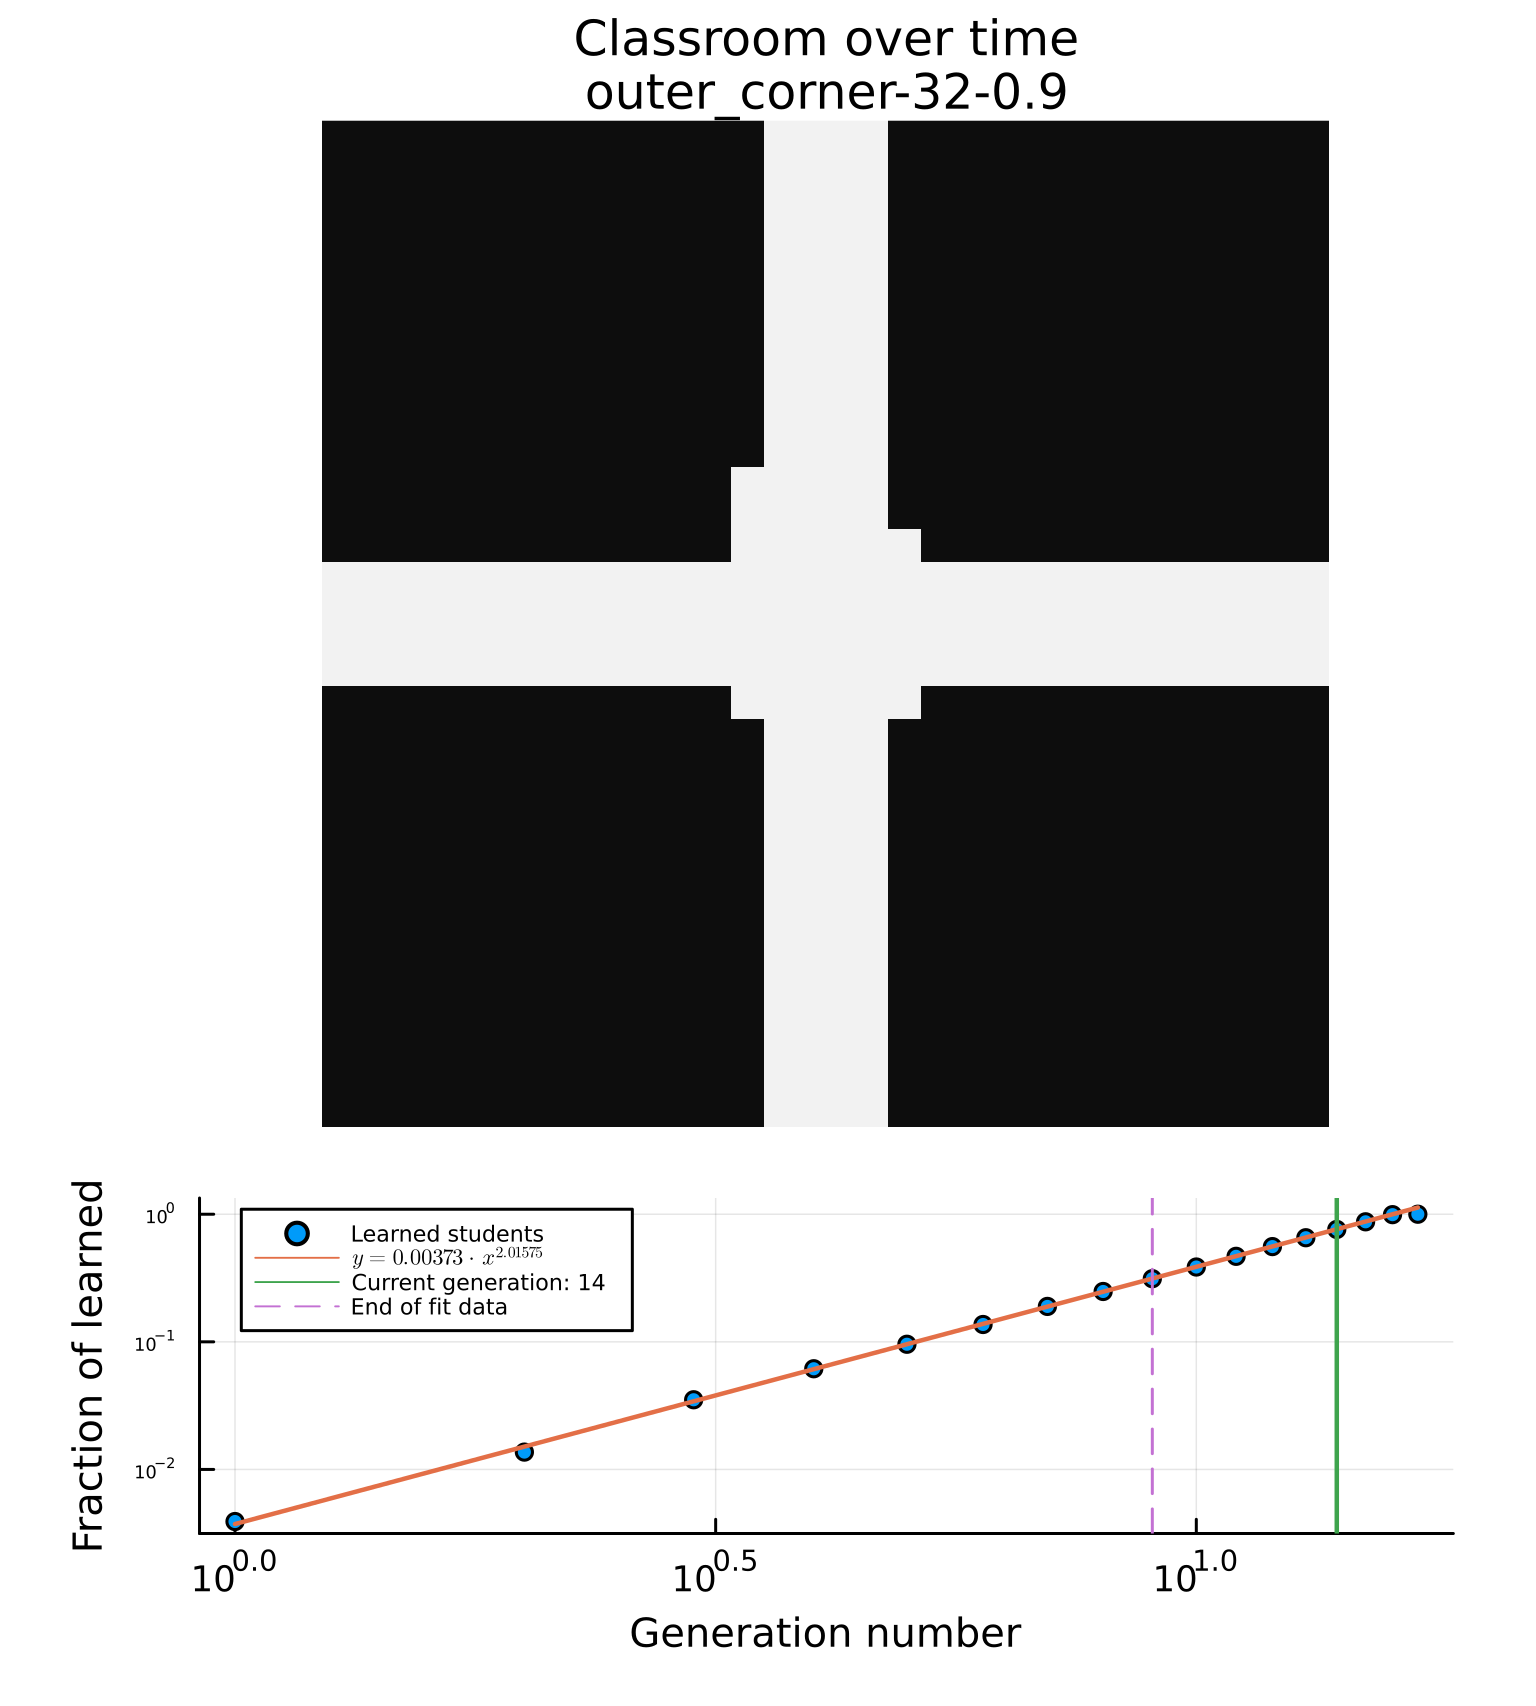 Classroom over time
outer_corner-32-0.9
Fraction of learned
10^0
10^-1
10^-2
Learned students
y = 0.00373 · x^2.01575
Current generation: 14
End of fit data
10^0.0
10^0.5
10^1.0
Generation number